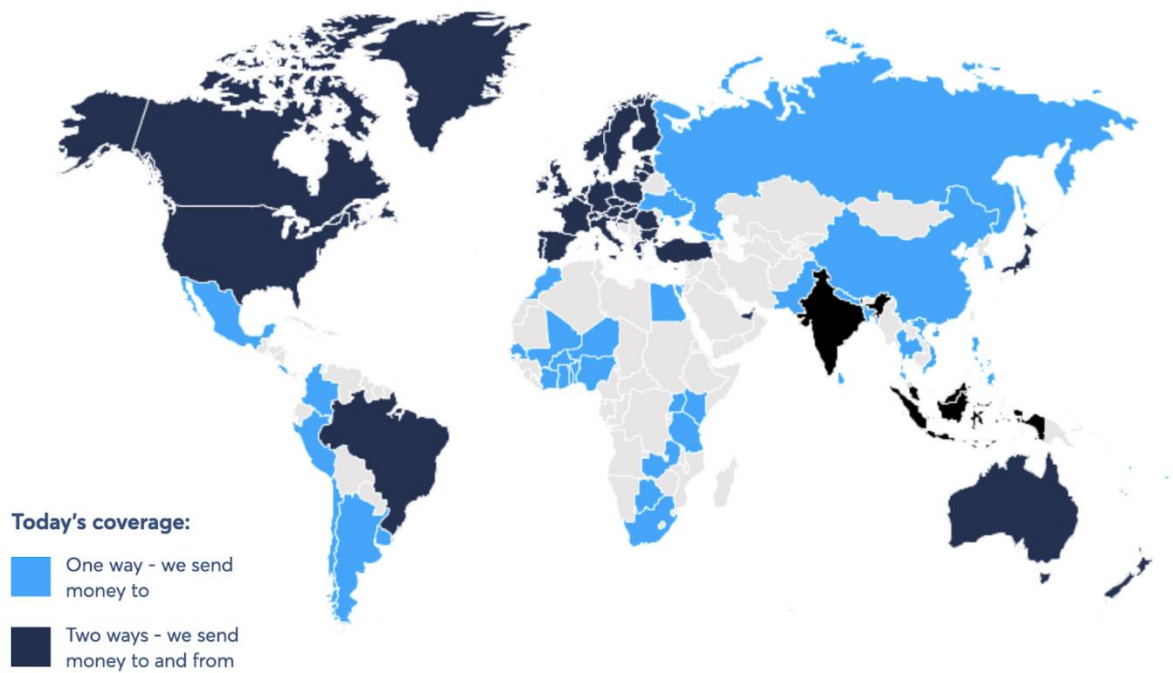 Today's coverage:
One way - we send
money to
Two ways - we send
money to and from